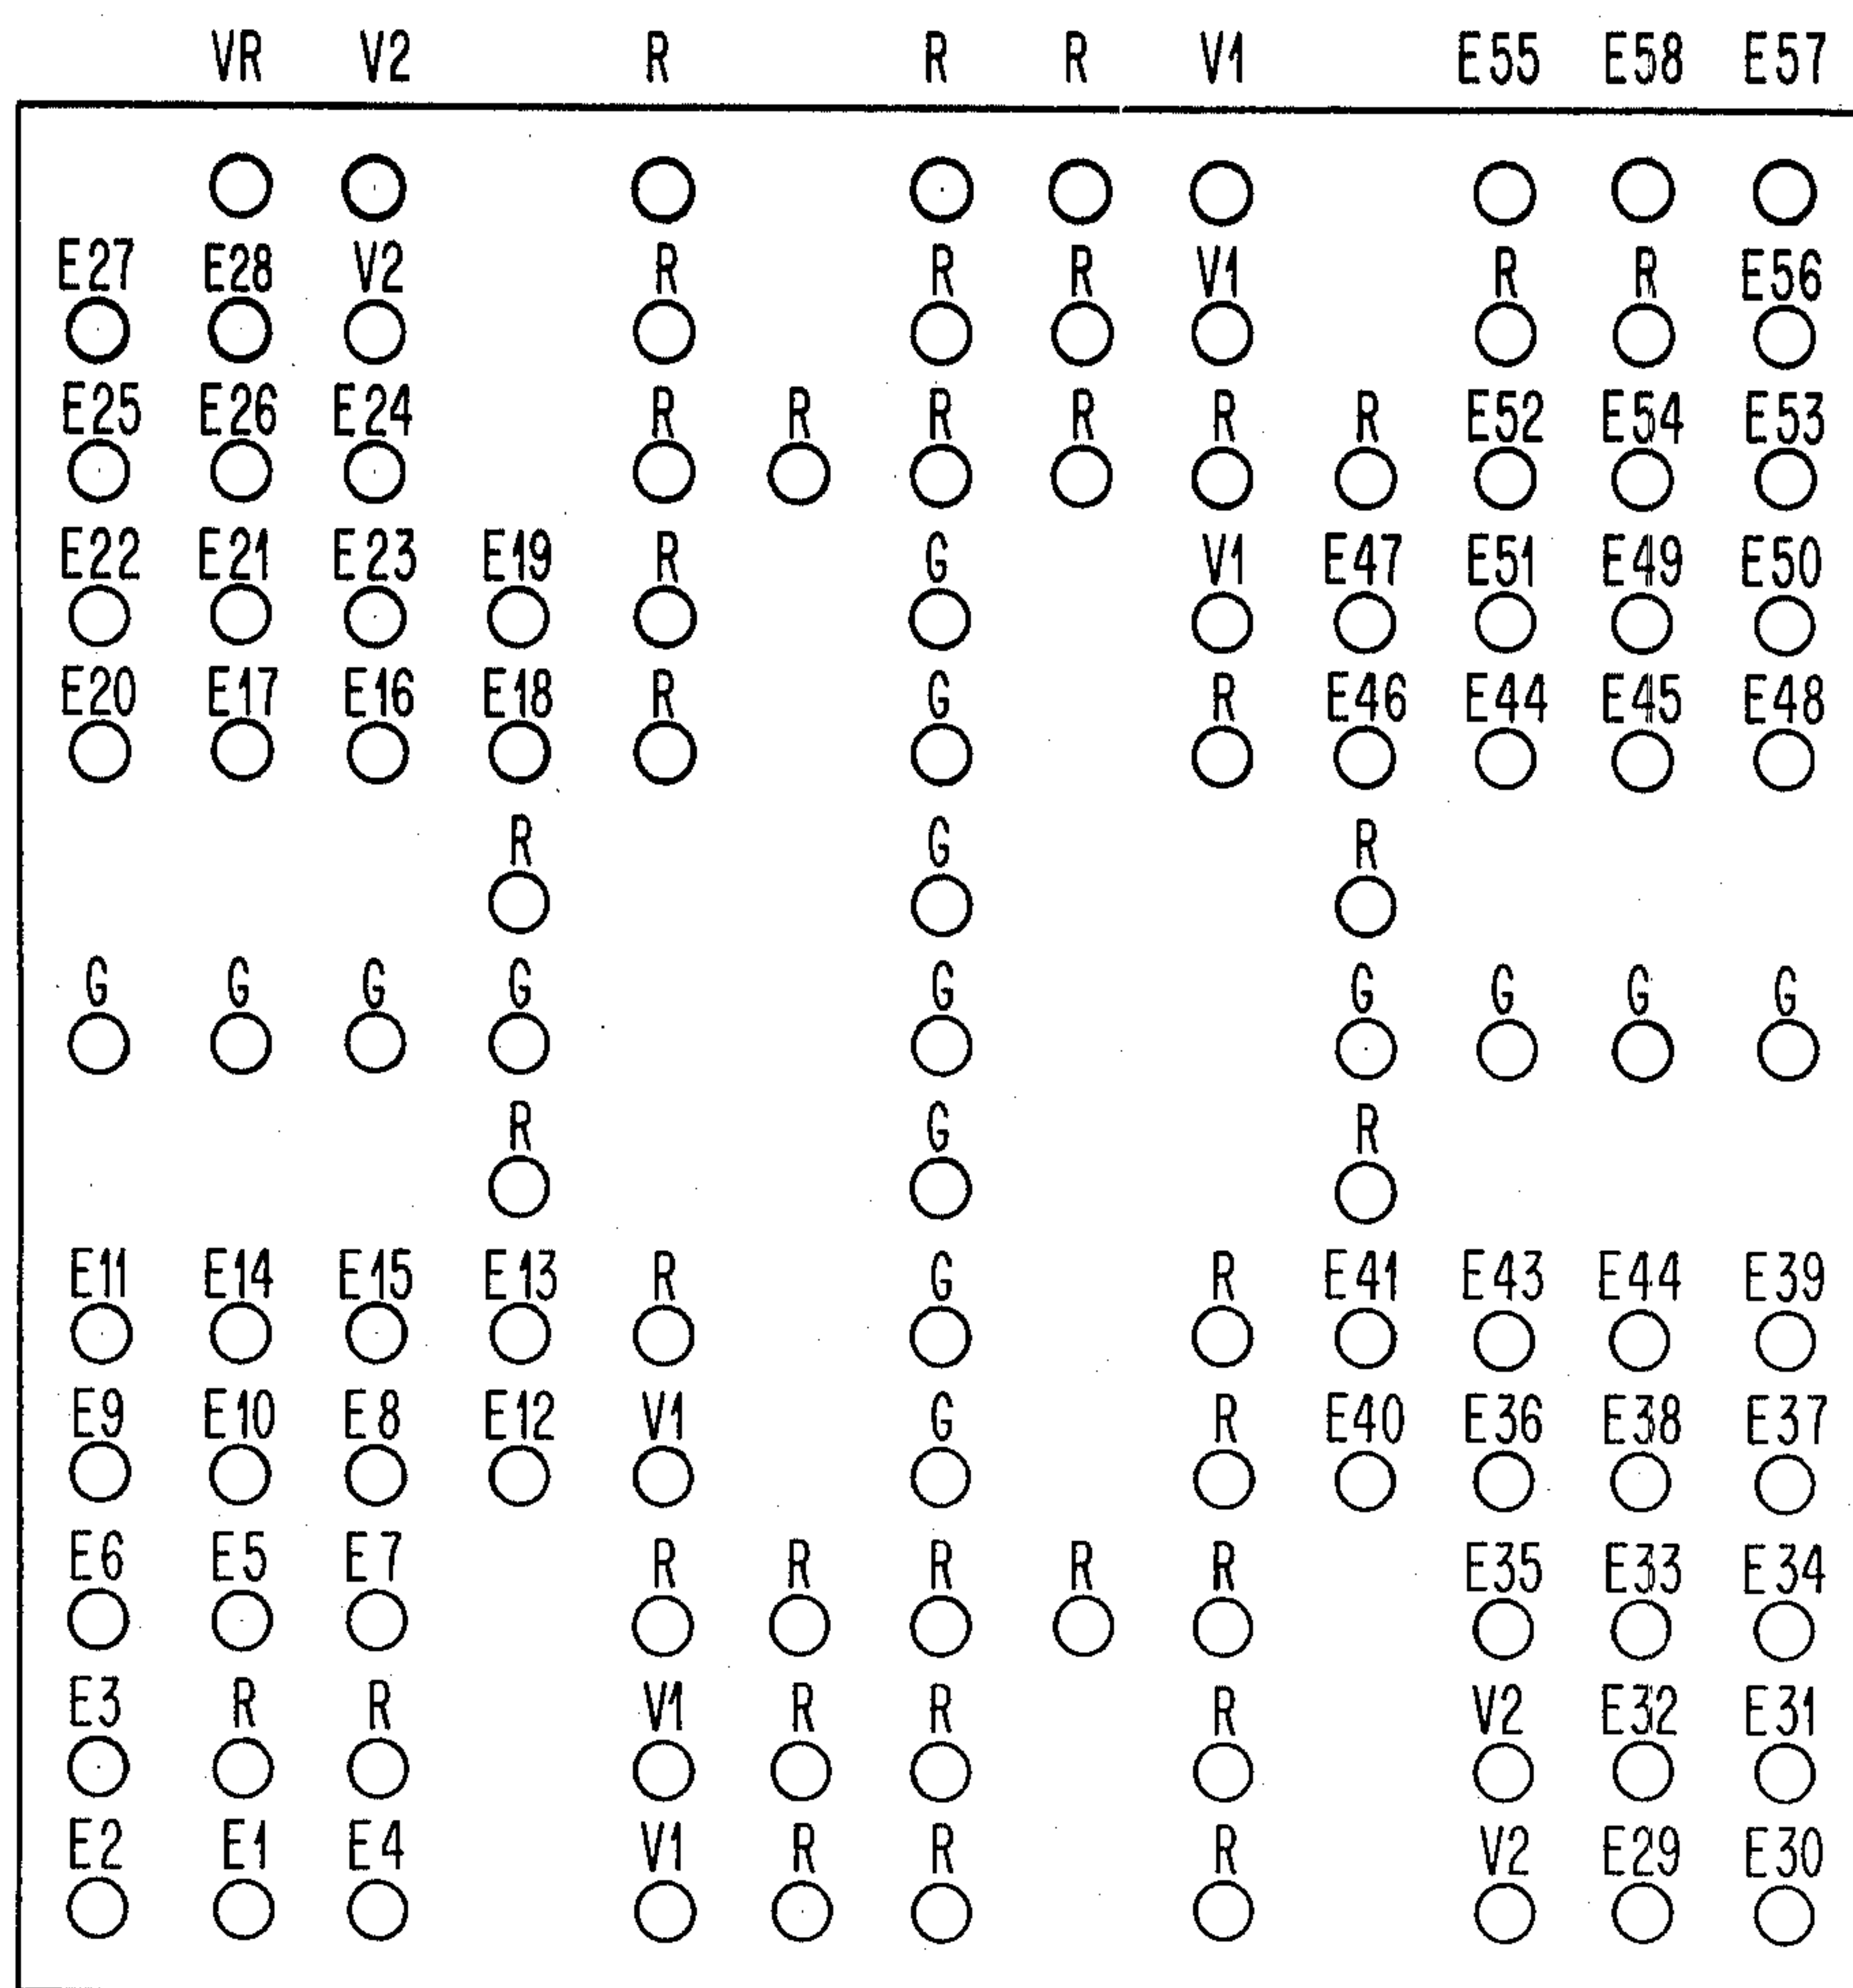 VR V2 R R R V1 E55 E58 E57
E27 E28 V2 R R R V1 R R E56
E25 E26 E24 R R R R R R E52 E54 E53
E22 E21 E23 E19 R G V1 E47 E51 E49 E50
E20 E17 E16 E18 R G R E46 E44 E45 E48
R G R
G G G G G G G G G
R G R
E11 E14 E15 E13 R G R E41 E43 E44 E39
E9 E10 E8 E12 V1 G R E40 E36 E38 E37
E6 E5 E7 R R R R R E35 E33 E34
E3 R R V1 R R R V2 E32 E31
E2 E1 E4 V1 R R R V2 E29 E30